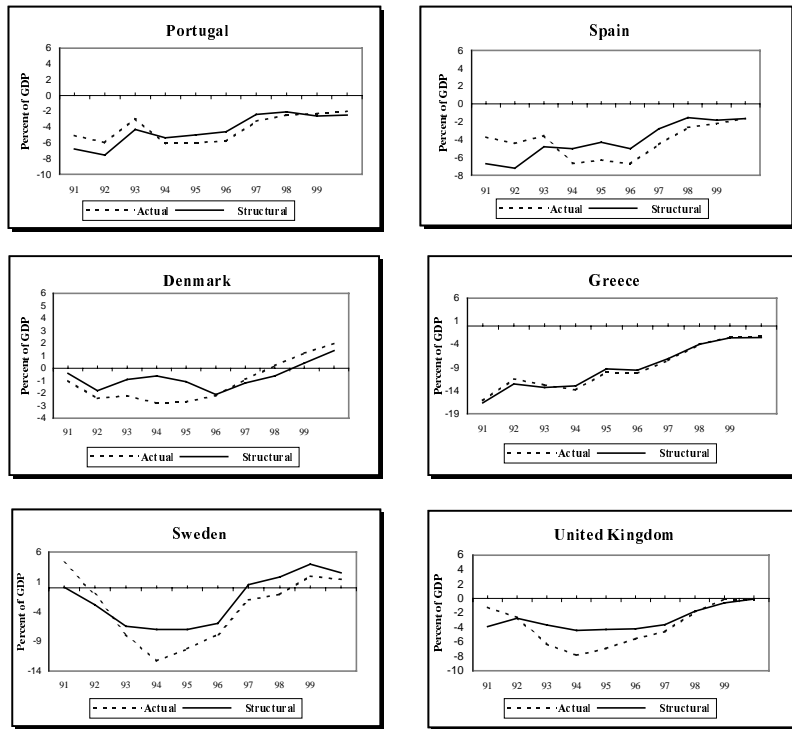 Portugal
Percent of GDP
6
4
2
0
-2
-4
-6
-8
-10
91 92 93 94 95 96 97 98 99
Actual Structural
Spain
Percent of GDP
6
4
2
0
-2
-4
-6
-8
91 92 93 94 95 96 97 98 99
Actual Structural
Denmark
Percent of GDP
6
5
4
3
2
1
0
-1
-2
-3
-4
91 92 93 94 95 96 97 98 99
Actual Structural
Greece
Percent of GDP
6
1
-4
-9
-14
-19
91 92 93 94 95 96 97 98 99
Actual Structural
Sweden
Percent of GDP
6
1
-4
-9
-14
91 92 93 94 95 96 97 98 99
Actual Structural
United Kingdom
Percent of GDP
6
4
2
0
-2
-4
-6
-8
-10
91 92 93 94 95 96 97 98 99
Actual Structural